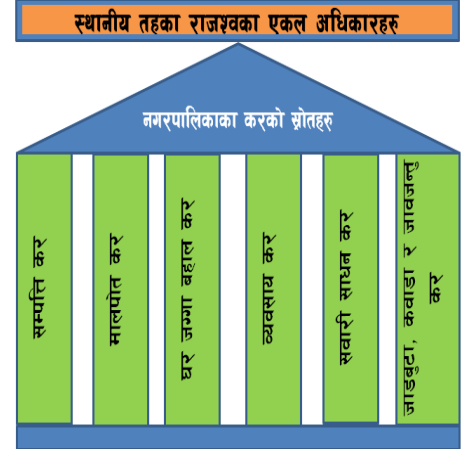 स्थानीय तहका राजश्वका एकल अधिकारहरु
नगरपालिकाका करको स्रोतहरु
सम्पत्ति कर
मालपोत कर
घर जग्गा बहाल कर
व्यवसाय कर
सवारी साधन कर
जाडबुटा, कवाडा र जावजन्तु
कर